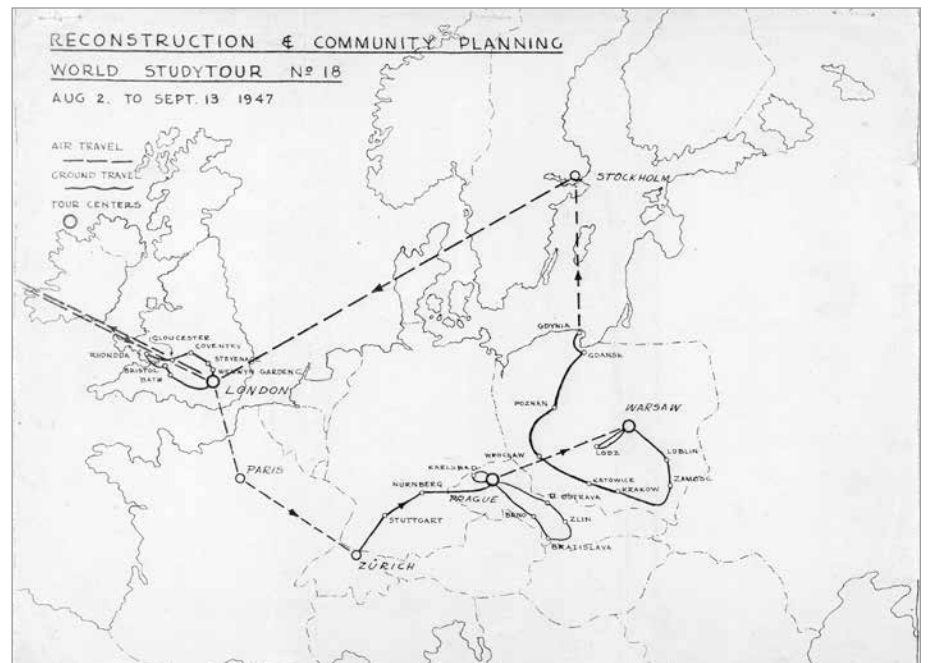 RECONSTRUCTION & COMMUNITY PLANNING
WORLD STUDYTOUR Nº 18
AUG 2. TO SEPT. 13 1947
AIR TRAVEL
GROUND TRAVEL
TOUR CENTERS
STOCKHOLM
GDYNIA
GDANSK
GLOUCESTER
COVENTRY
RHONDDA
STEVENAGE
BRISTOL
WELWYN GARDEN C.
BATH
LONDON
POZNAN
WARSAW
WROCŁAW
LODZ
LUBLIN
PARIS
KARLSBAD
NURNBERG
PRAGUE
KATOWICE
KRAKOW
ZAMOSC
M. OSTRAVA
STUTTGART
BRNO
ZLIN
BRATISLAVA
ZÜRICH